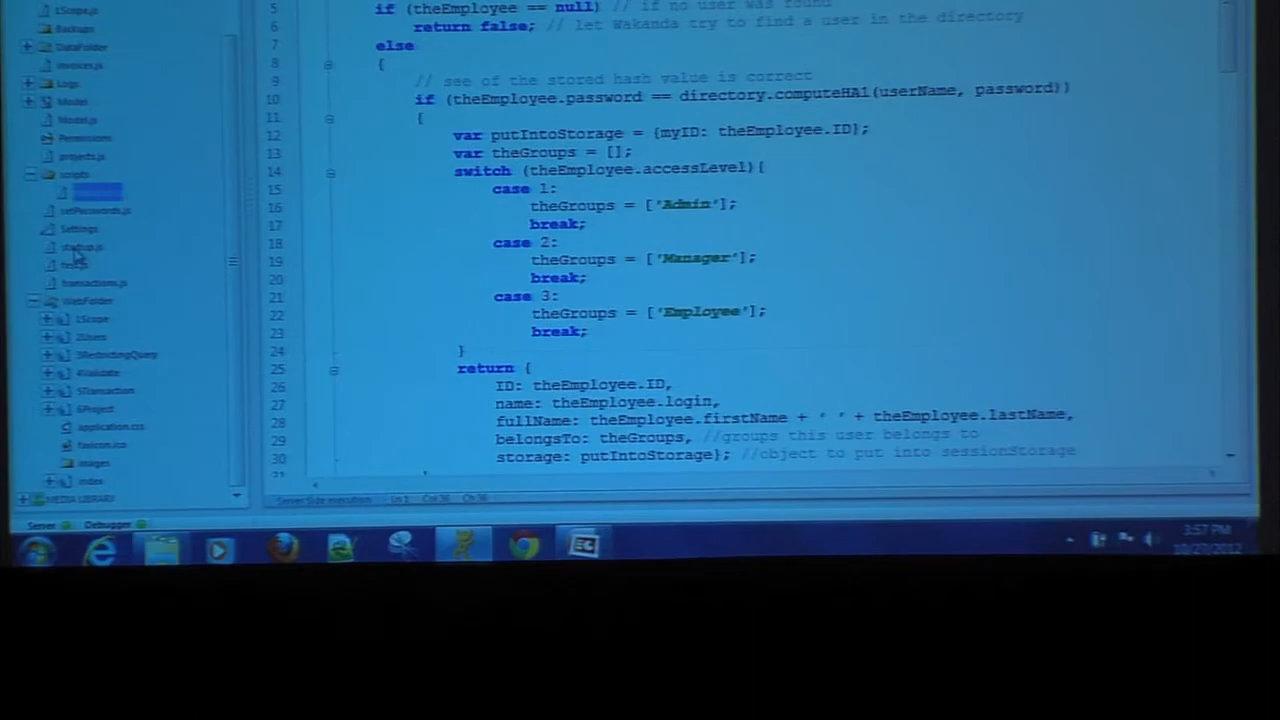 1Scope.js
Backups
DataFolder
invoices.js
Logs
Model
Model.js
Permissions
projects.js
scripts
setPasswords.js
Settings
startup.js
test.js
transactions.js
WebFolder
1Scope
2Users
3RestrictingQuery
4Validate
5Transaction
6Project
application.css
favicon.ico
images
index
MEDIA LIBRARY
5 if (theEmployee == null) // if no user was found
6 return false; // let Wakanda try to find a user in the directory
7 else
8 {
9 // see of the stored hash value is correct
10 if (theEmployee.password == directory.computeHA1(userName, password))
11 {
12 var putIntoStorage = {myID: theEmployee.ID};
13 var theGroups = [];
14 switch (theEmployee.accessLevel){
15 case 1:
16 theGroups = ['Admin'];
17 break;
18 case 2:
19 theGroups = ['Manager'];
20 break;
21 case 3:
22 theGroups = ['Employee'];
23 break;
24 }
25 return {
26 ID: theEmployee.ID,
27 name: theEmployee.login,
28 fullName: theEmployee.firstName + ' ' + theEmployee.lastName,
29 belongsTo: theGroups, //groups this user belongs to
30 storage: putIntoStorage}; //object to put into sessionStorage
Server Side execution Ln 1 Col 36 Ch 36
Server Debugger
3:57 PM
10/27/2012